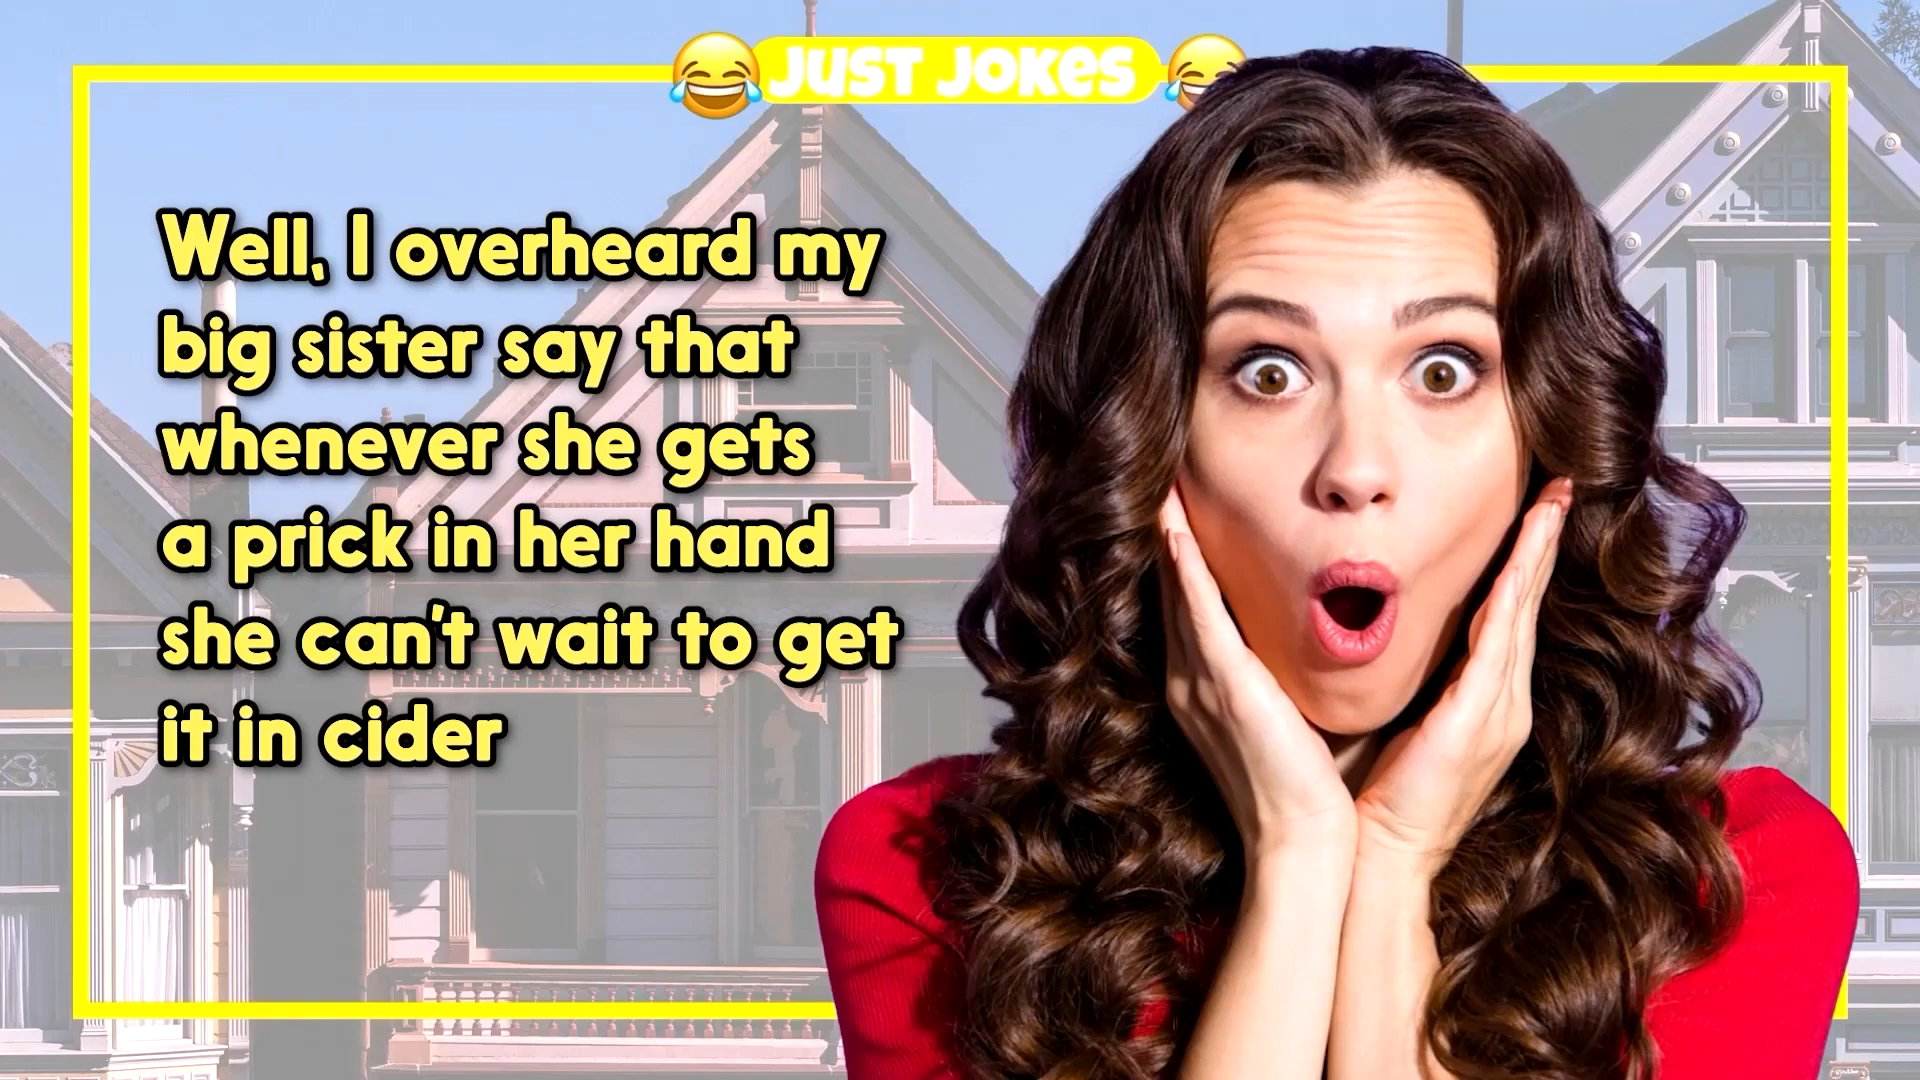 JUST JOKES
Well, I overheard my
big sister say that
whenever she gets
a prick in her hand
she can't wait to get
it in cider